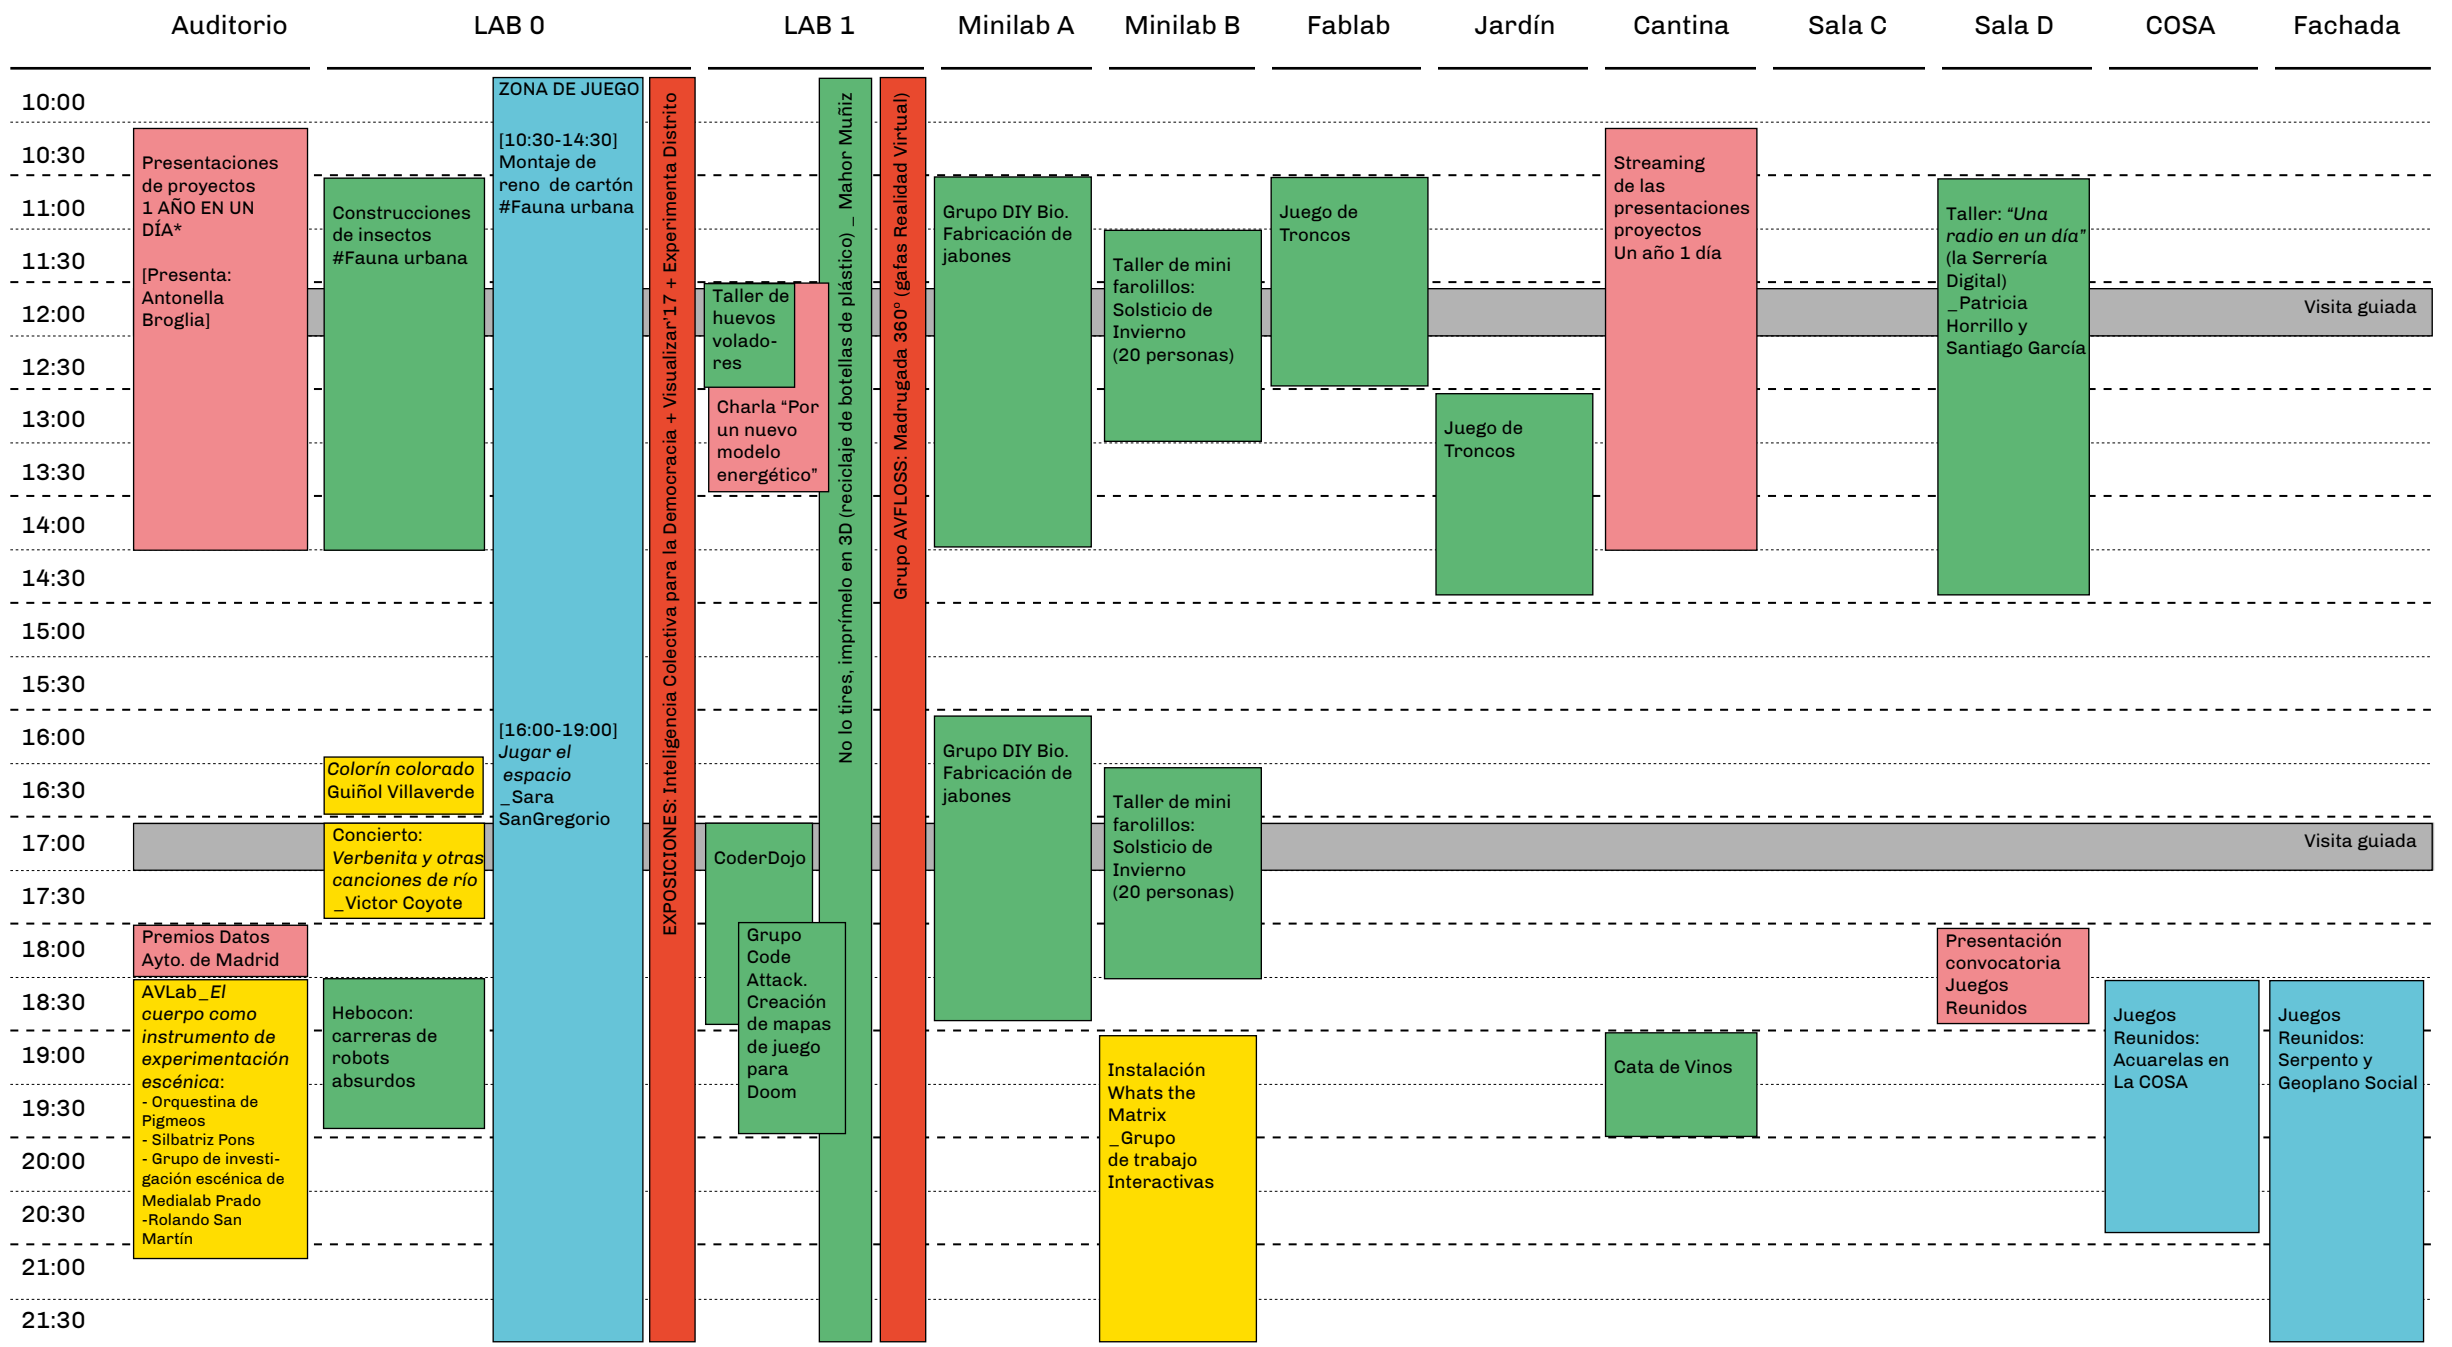 Auditorio
LAB 0
LAB 1
Minilab A
Minilab B
Fablab
Jardín
Cantina
Sala C
Sala D
COSA
Fachada
10:00
10:30
11:00
11:30
12:00
12:30
13:00
13:30
14:00
14:30
15:00
15:30
16:00
16:30
17:00
17:30
18:00
18:30
19:00
19:30
20:00
20:30
21:00
21:30
Presentaciones
de proyectos
1 AÑO EN UN
DÍA*
[Presenta:
Antonella
Broglia]
Premios Datos
Ayto. de Madrid
AVLab_El
cuerpo como
instrumento de
experimentación
escénica:
- Orquestina de
Pigmeos
- Silbatriz Pons
- Grupo de investi-
gación escénica de
Medialab Prado
-Rolando San
Martín
Construcciones
de insectos
#Fauna urbana
Colorín colorado
Guiñol Villaverde
Concierto:
Verbenita y otras
canciones de río
_Victor Coyote
Hebocon:
carreras de
robots
absurdos
ZONA DE JUEGO
[10:30-14:30]
Montaje de
reno de cartón
#Fauna urbana
[16:00-19:00]
Jugar el
espacio
_Sara
SanGregorio
EXPOSICIONES: Inteligencia Colectiva para la Democracia + Visualizar'17 + Experimenta Distrito
Taller de
huevos
volado-
res
Charla “Por
un nuevo
modelo
energético”
CoderDojo
Grupo
Code
Attack.
Creación
de mapas
de juego
para
Doom
No lo tires, imprímelo en 3D (reciclaje de botellas de plástico) _ Mahor Muñiz
Grupo AVFLOSS: Madrugada 360º (gafas Realidad Virtual)
Grupo DIY Bio.
Fabricación de
jabones
Grupo DIY Bio.
Fabricación de
jabones
Taller de mini
farolillos:
Solsticio de
Invierno
(20 personas)
Taller de mini
farolillos:
Solsticio de
Invierno
(20 personas)
Instalación
Whats the
Matrix
_Grupo
de trabajo
Interactivas
Juego de
Troncos
Juego de
Troncos
Streaming
de las
presentaciones
proyectos
Un año 1 día
Cata de Vinos
Taller: “Una
radio en un día”
(la Serrería
Digital)
_Patricia
Horrillo y
Santiago García
Presentación
convocatoria
Juegos
Reunidos
Juegos
Reunidos:
Acuarelas en
La COSA
Visita guiada
Visita guiada
Juegos
Reunidos:
Serpento y
Geoplano Social